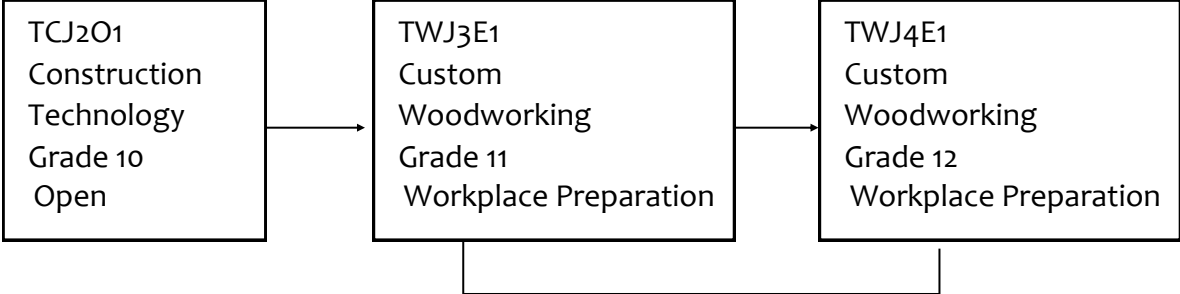 TCJ2O1
Construction
Technology
Grade 10
Open
TWJ3E1
Custom
Woodworking
Grade 11
Workplace Preparation
TWJ4E1
Custom
Woodworking
Grade 12
Workplace Preparation